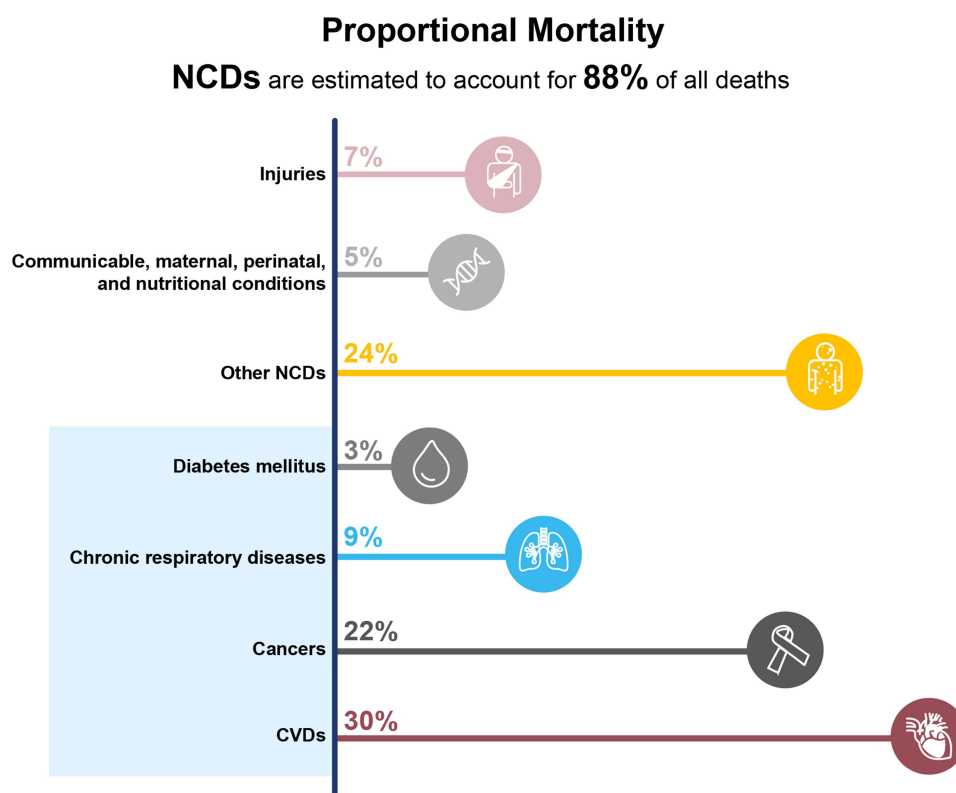 Proportional Mortality
NCDs are estimated to account for 88% of all deaths
7%
Injuries
5%
Communicable, maternal, perinatal,
and nutritional conditions
24%
Other NCDs
3%
Diabetes mellitus
9%
Chronic respiratory diseases
22%
Cancers
30%
CVDs